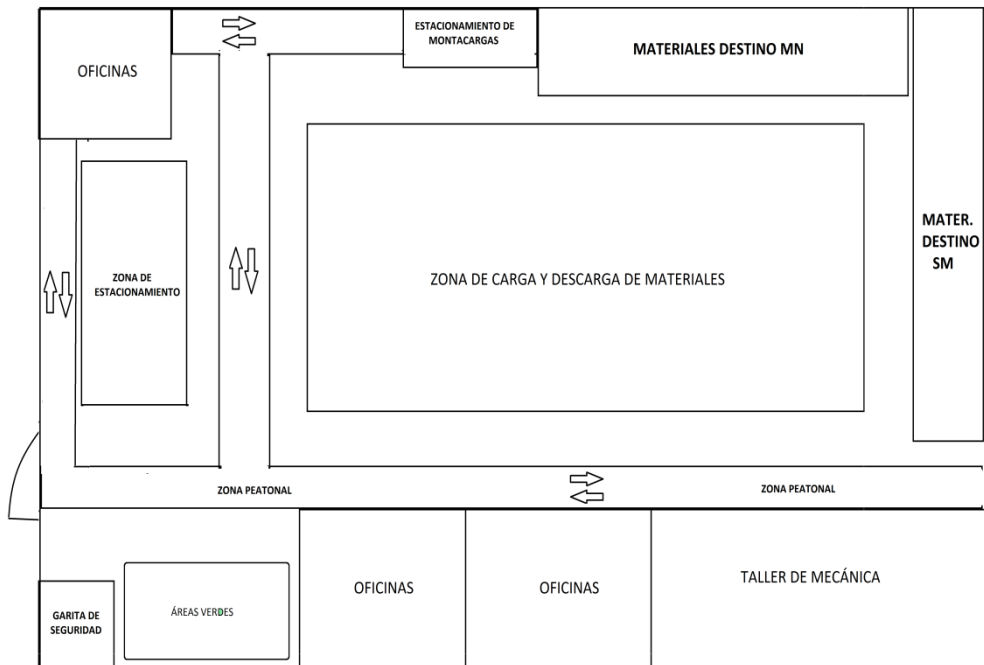 ESTACIONAMIENTO DE
MONTACARGAS
MATERIALES DESTINO MN
OFICINAS
MATER.
DESTINO
SM
ZONA DE
ESTACIONAMIENTO
ZONA DE CARGA Y DESCARGA DE MATERIALES
ZONA PEATONAL
ZONA PEATONAL
GARITA DE
SEGURIDAD
ÁREAS VERDES
OFICINAS
OFICINAS
TALLER DE MECÁNICA